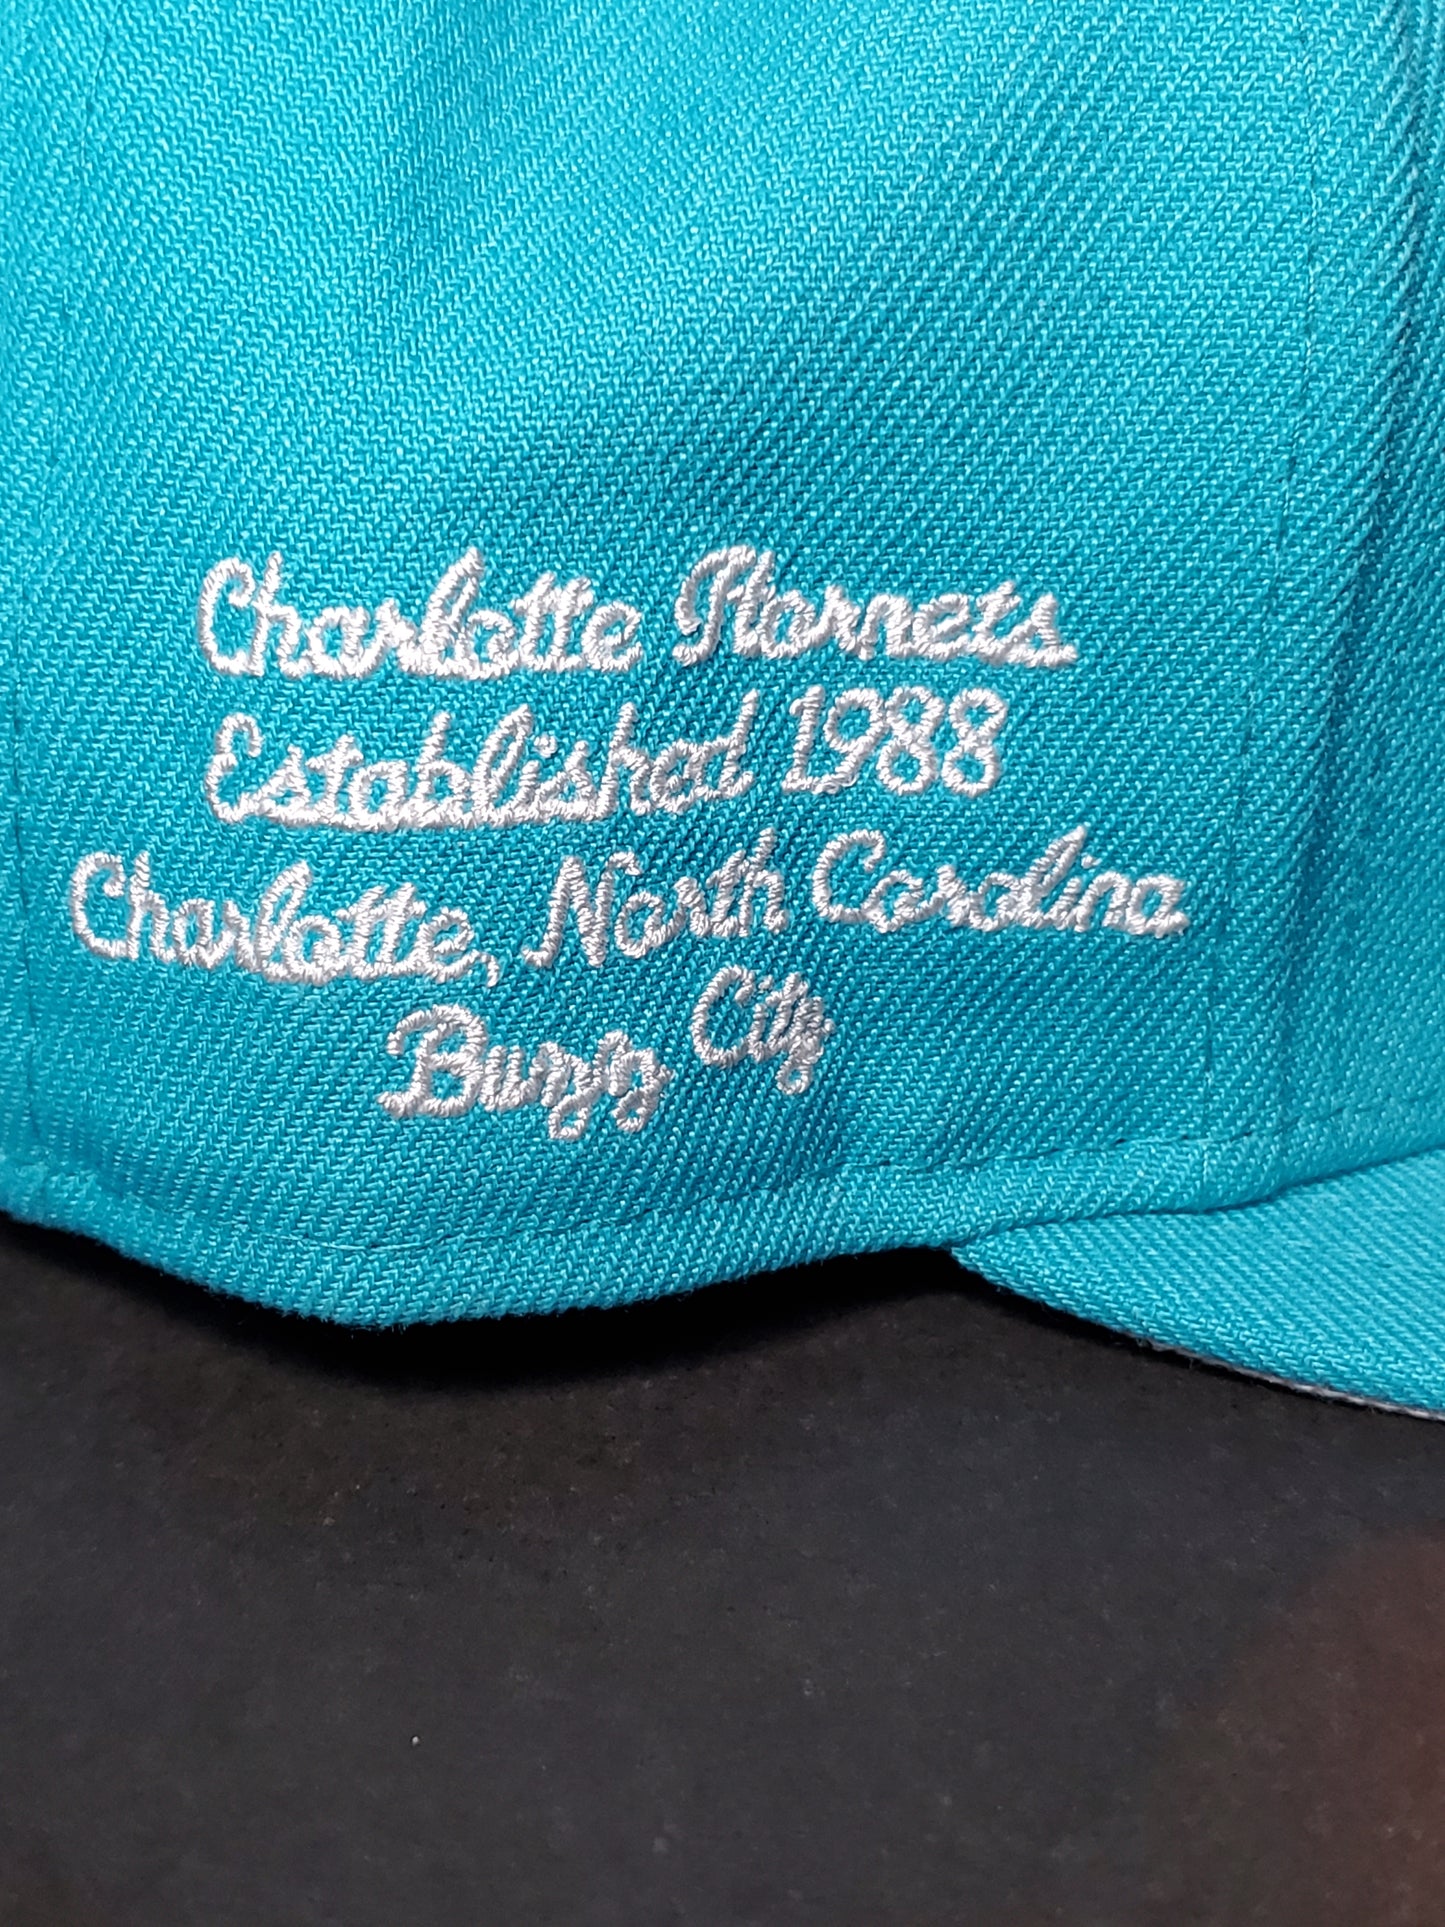 Charlotte Hornets
Established 1988
Charlotte, North Carolina
Buzz City